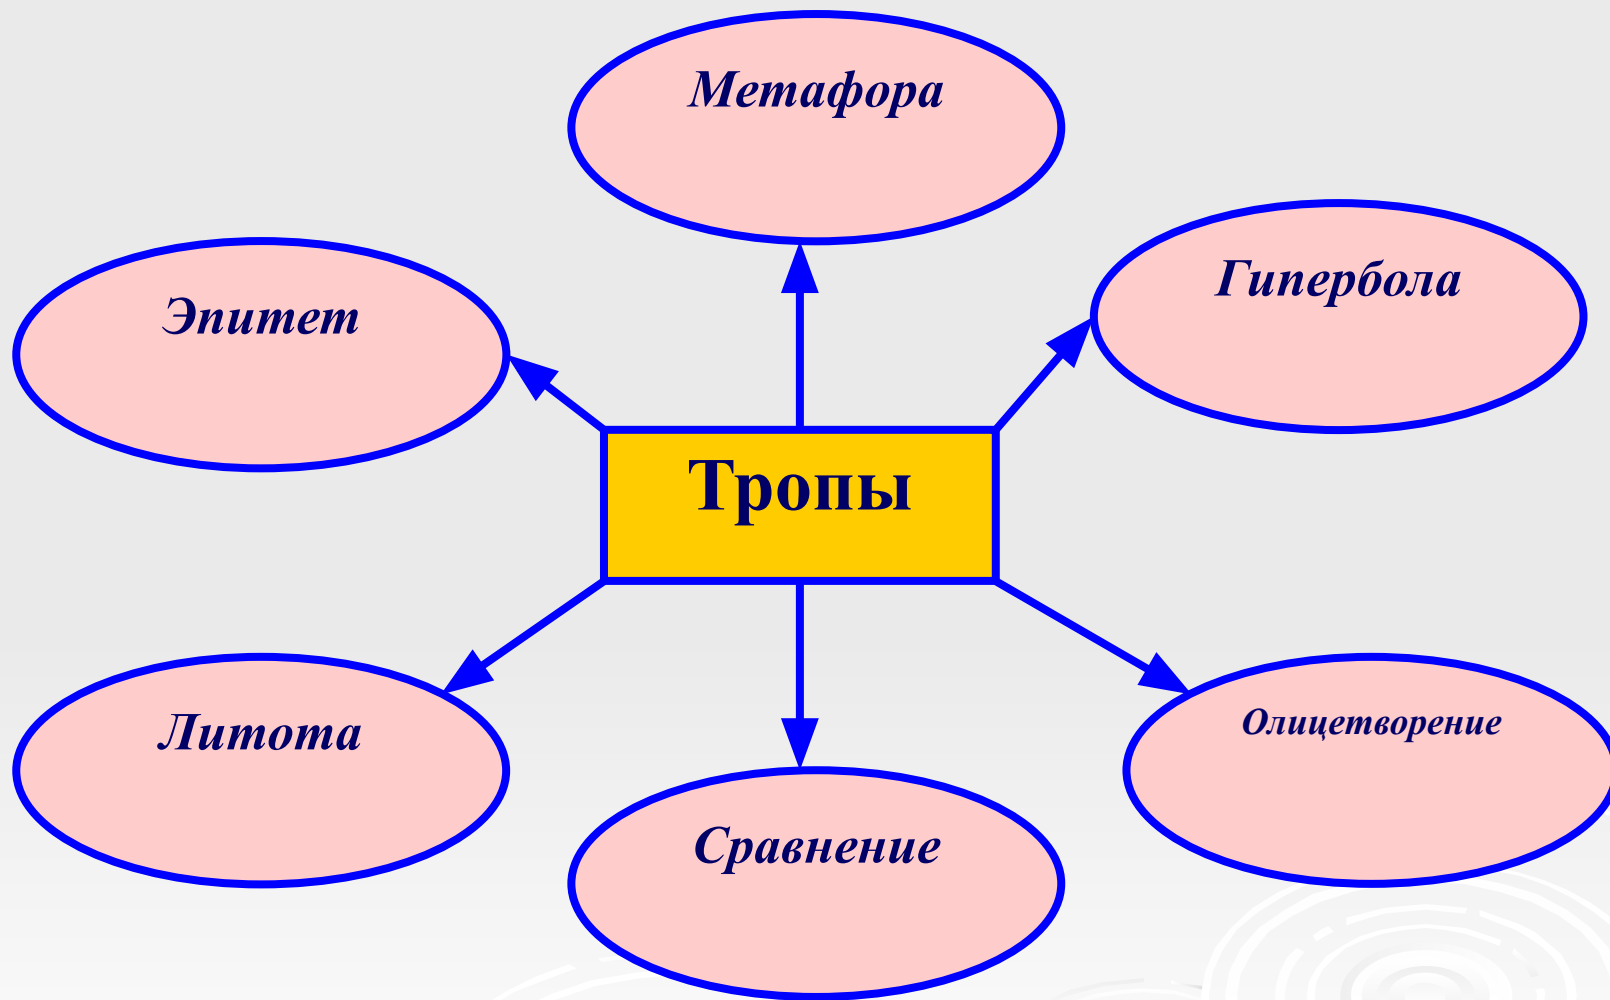 Метафора
Гипербола
Эпитет
Тропы
Литота
Олицетворение
Сравнение